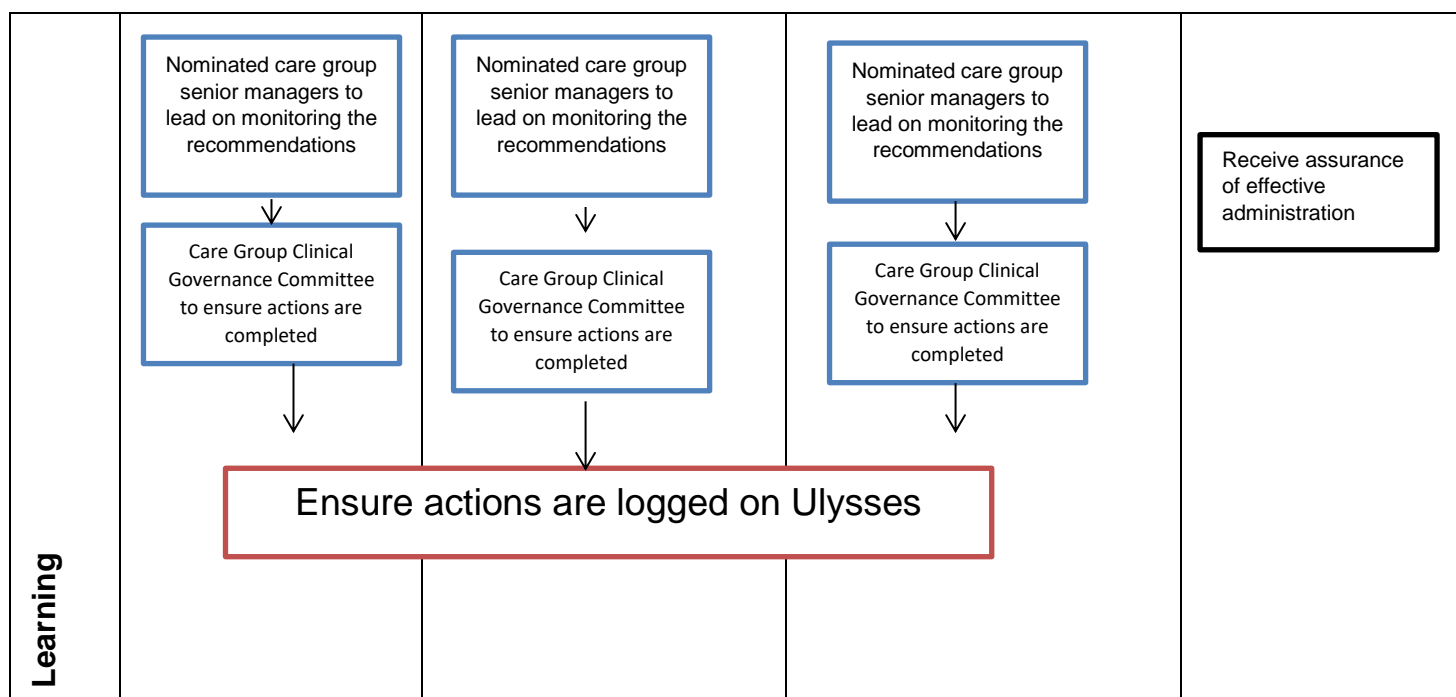 Nominated care group
senior managers to
lead on monitoring the
recommendations
Care Group Clinical
Governance Committee
to ensure actions are
completed
Nominated care group
senior managers to
lead on monitoring the
recommendations
Care Group Clinical
Governance Committee
to ensure actions are
completed
Nominated care group
senior managers to
lead on monitoring the
recommendations
Care Group Clinical
Governance Committee
to ensure actions are
completed
Receive assurance
of effective
administration
Ensure actions are logged on Ulysses
Learning